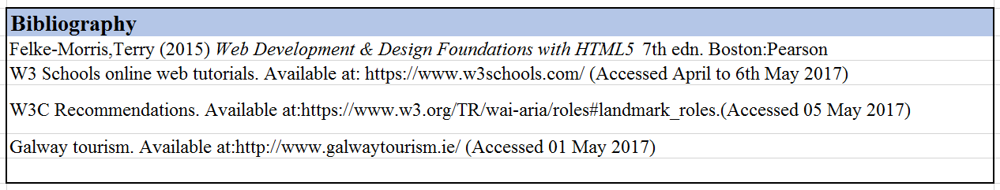 Bibliography
Felke-Morris,Terry (2015) Web Development & Design Foundations with HTML5 7th edn. Boston:Pearson
W3 Schools online web tutorials. Available at: https://www.w3schools.com/ (Accessed April to 6th May 2017)
W3C Recommendations. Available at:https://www.w3.org/TR/wai-aria/roles#landmark_roles.(Accessed 05 May 2017)
Galway tourism. Available at:http://www.galwaytourism.ie/ (Accessed 01 May 2017)